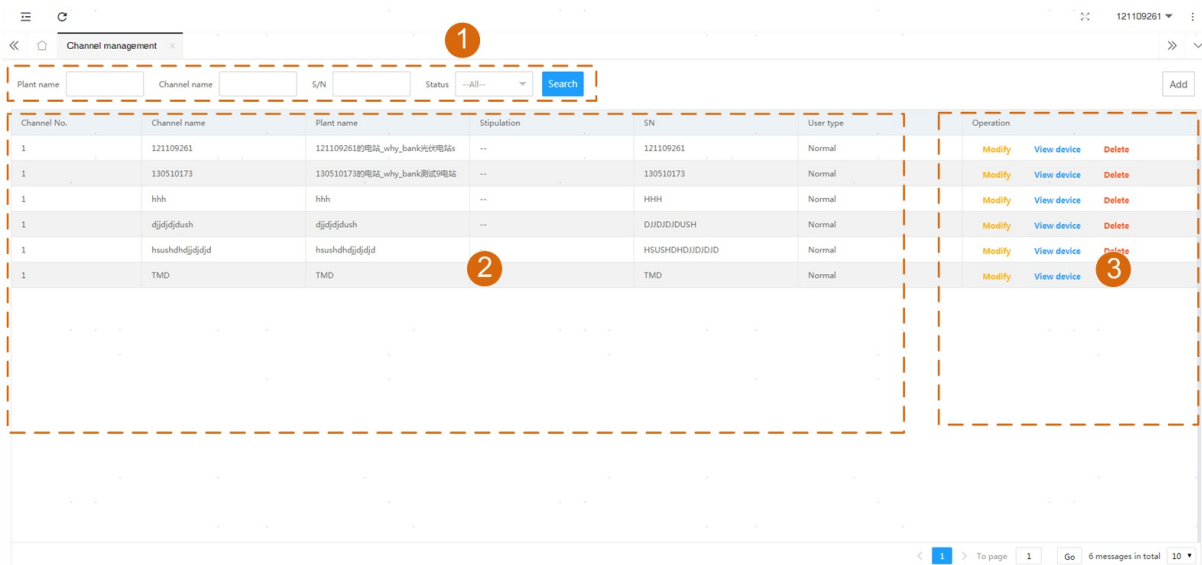 121109261
Channel management ×
1
Plant name Channel name S/N Status --All-- Search Add
Channel No. Channel name Plant name Stipulation SN User type Operation
1 121109261 121109261的电站_why_bank光伏电站s -- 121109261 Normal Modify View device Delete
1 130510173 130510173的电站_why_bank测试9电站 -- 130510173 Normal Modify View device Delete
1 hhh hhh -- HHH Normal Modify View device Delete
1 djjdjdjdush djjdjdjdush -- DJJDJDJDUSH Normal Modify View device Delete
1 hsushdhdjjdjdjd hsushdhdjjdjdjd HSUSHDHDJJDJDJD Normal Modify View device Delete
1 TMD TMD TMD Normal Modify View device
2
3
1 To page 1 Go 6 messages in total 10